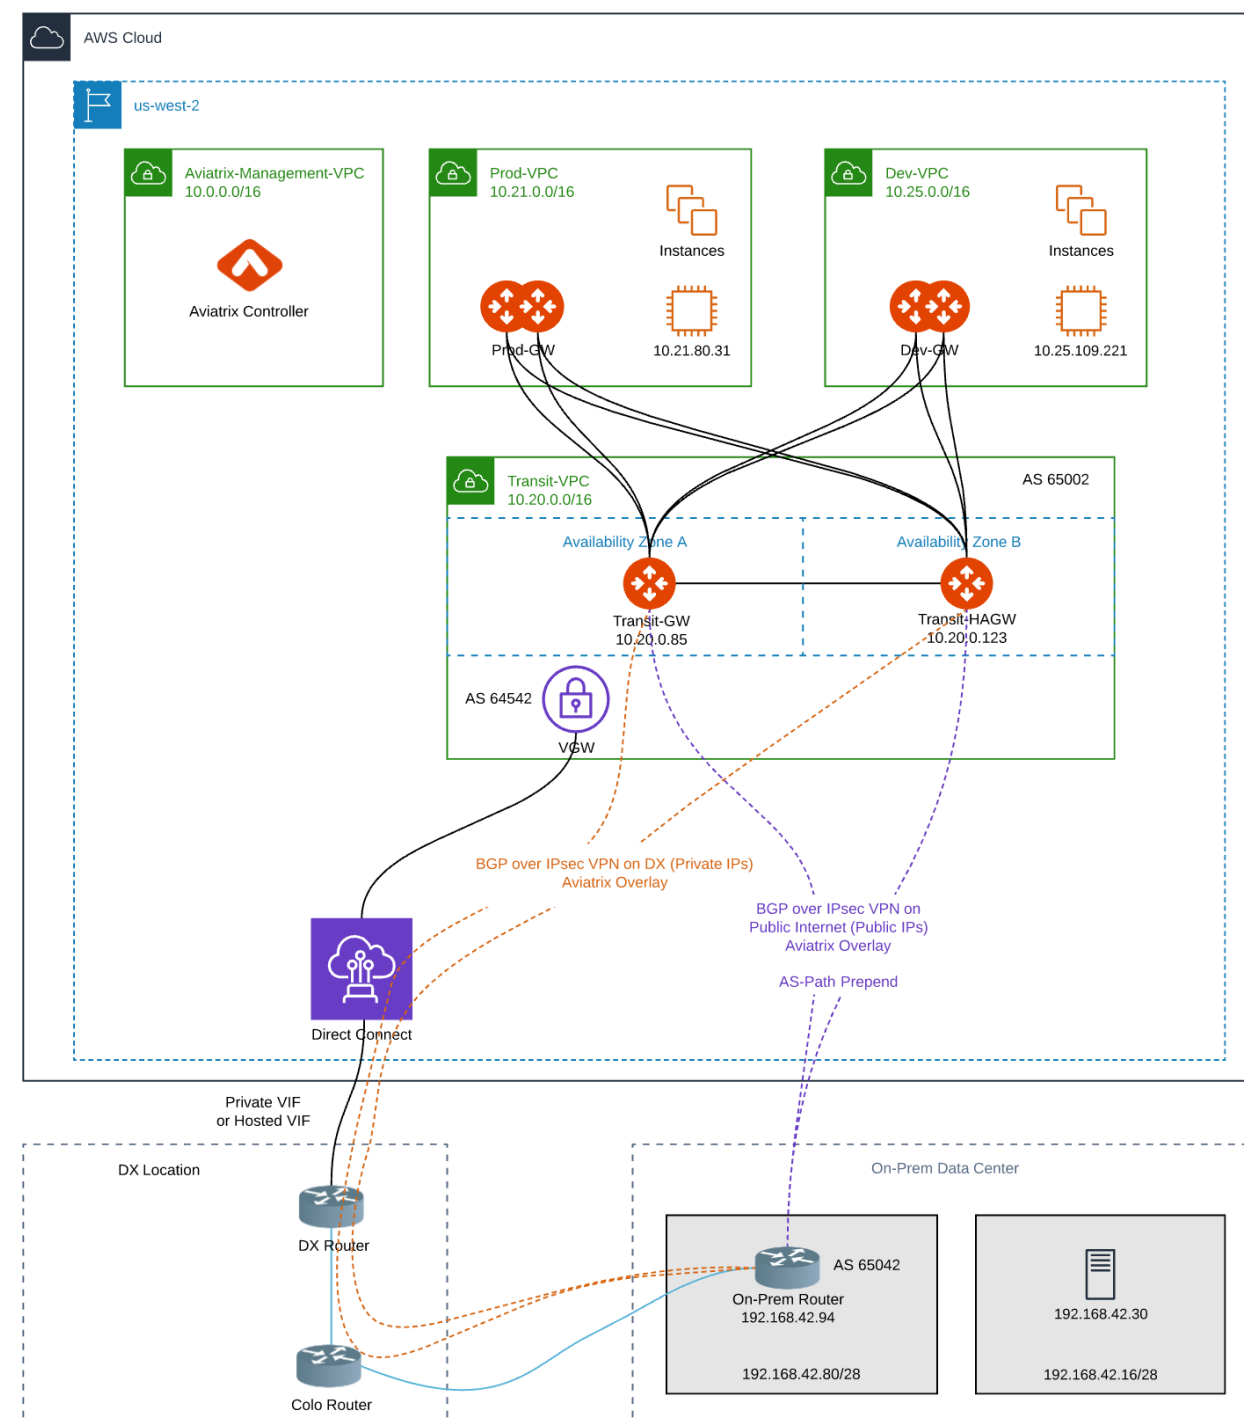 AWS Cloud
us-west-2
Aviatrix-Management-VPC
10.0.0.0/16
Aviatrix Controller
Prod-VPC
10.21.0.0/16
Instances
Prod-GW
10.21.80.31
Dev-VPC
10.25.0.0/16
Instances
Dev-GW
10.25.109.221
Transit-VPC
10.20.0.0/16
AS 65002
Availability Zone A
Availability Zone B
Transit-GW
10.20.0.85
Transit-HAGW
10.20.0.123
AS 64542
VGW
BGP over IPsec VPN on DX (Private IPs)
Aviatrix Overlay
BGP over IPsec VPN on
Public Internet (Public IPs)
Aviatrix Overlay
AS-Path Prepend
Direct Connect
Private VIF
or Hosted VIF
DX Location
DX Router
Colo Router
On-Prem Data Center
AS 65042
On-Prem Router
192.168.42.94
192.168.42.80/28
192.168.42.30
192.168.42.16/28